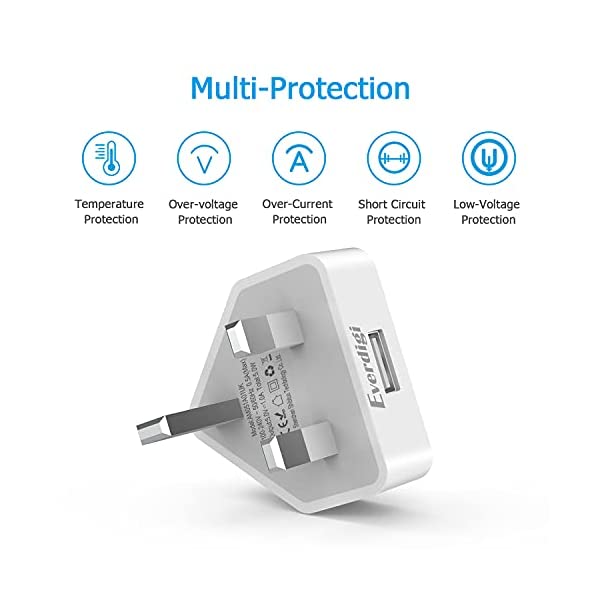 Multi-Protection
V
A
Temperature
Protection
Over-voltage
Protection
Over-Current
Protection
Short Circuit
Protection
Low-Voltage
Protection
Everdigi